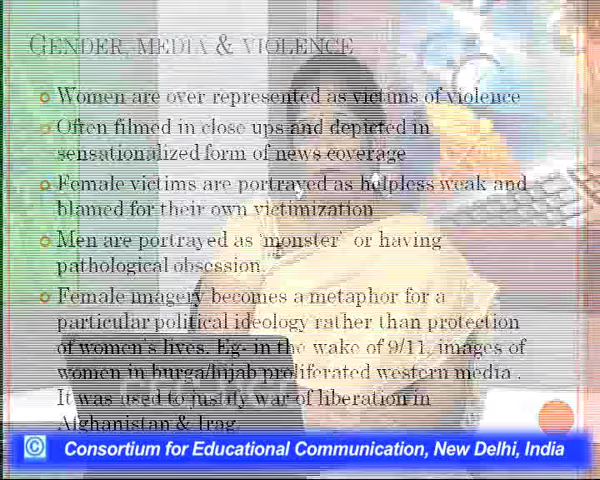 GENDER, MEDIA & VIOLENCE
Women are over represented as victims of violence
Often filmed in close ups and depicted in
sensationalized form of news coverage
Female victims are portrayed as helpless weak and
blamed for their own victimization
Men are portrayed as 'monster' or having
pathological obsession.
Female imagery becomes a metaphor for a
particular political ideology rather than protection
of women's lives. Eg- in the wake of 9/11, images of
women in burqa/hijab proliferated western media .
It was used to justify war of liberation in
Afghanistan & Iraq
© Consortium for Educational Communication, New Delhi, India